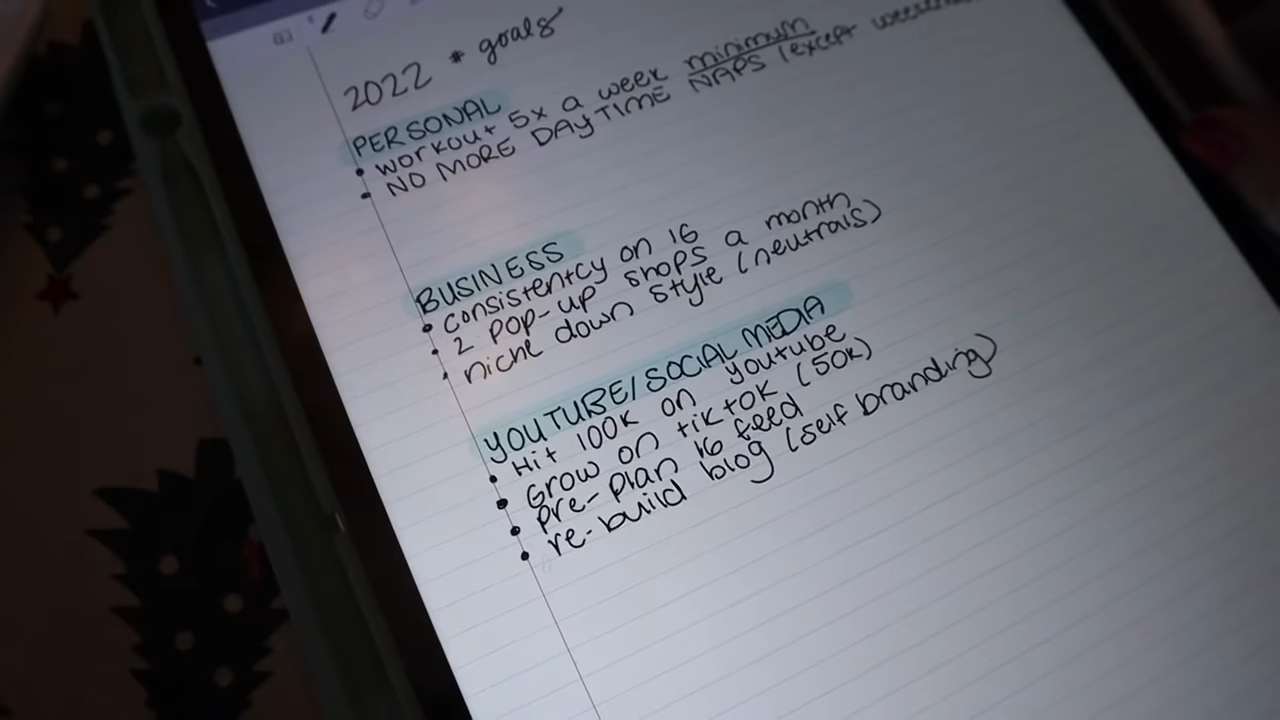 2022 * goals
PERSONAL
• workout 5x a week minimum
• NO MORE DAYTIME NAPS (except
BUSINESS
• consistency on IG
• 2 pop-up shops a month
• niche down style (neutrals)
YOUTUBE/SOCIAL MEDIA
• Hit 100K on youtube
• Grow on tiktok (50K)
• pre-plan IG feed
• re-build blog (self branding)